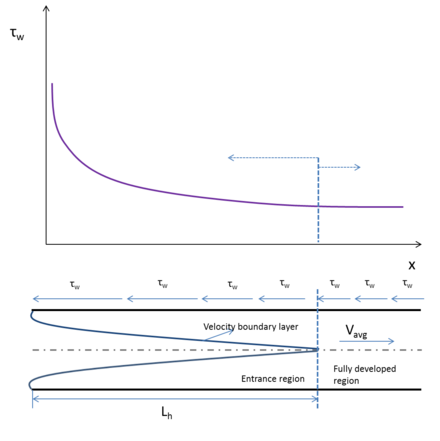 τw
x
τw τw τw τw τw τw τw
Velocity boundary layer
Vavg
Entrance region
Fully developed
region
Lh